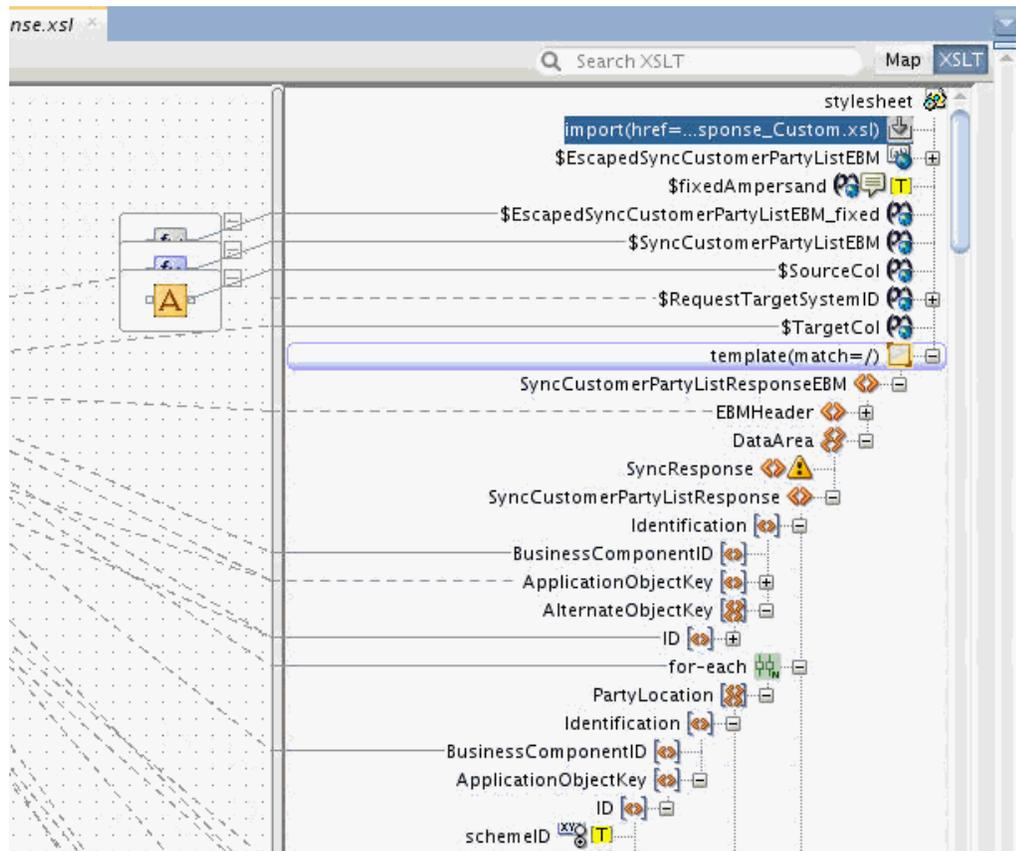 nse.xsl
Search XSLT
Map XSLT
stylesheet
import(href=...sponse_Custom.xsl)
$EscapedSyncCustomerPartyListEBM
$fixedAmpersand T
$EscapedSyncCustomerPartyListEBM_fixed
$SyncCustomerPartyListEBM
$SourceCol
A
$RequestTargetSystemID
$TargetCol
template(match=/)
SyncCustomerPartyListResponseEBM
EBMHeader
DataArea
SyncResponse
SyncCustomerPartyListResponse
Identification
BusinessComponentID
ApplicationObjectKey
AlternateObjectKey
ID
for-each
PartyLocation
Identification
BusinessComponentID
ApplicationObjectKey
ID
schemeID T